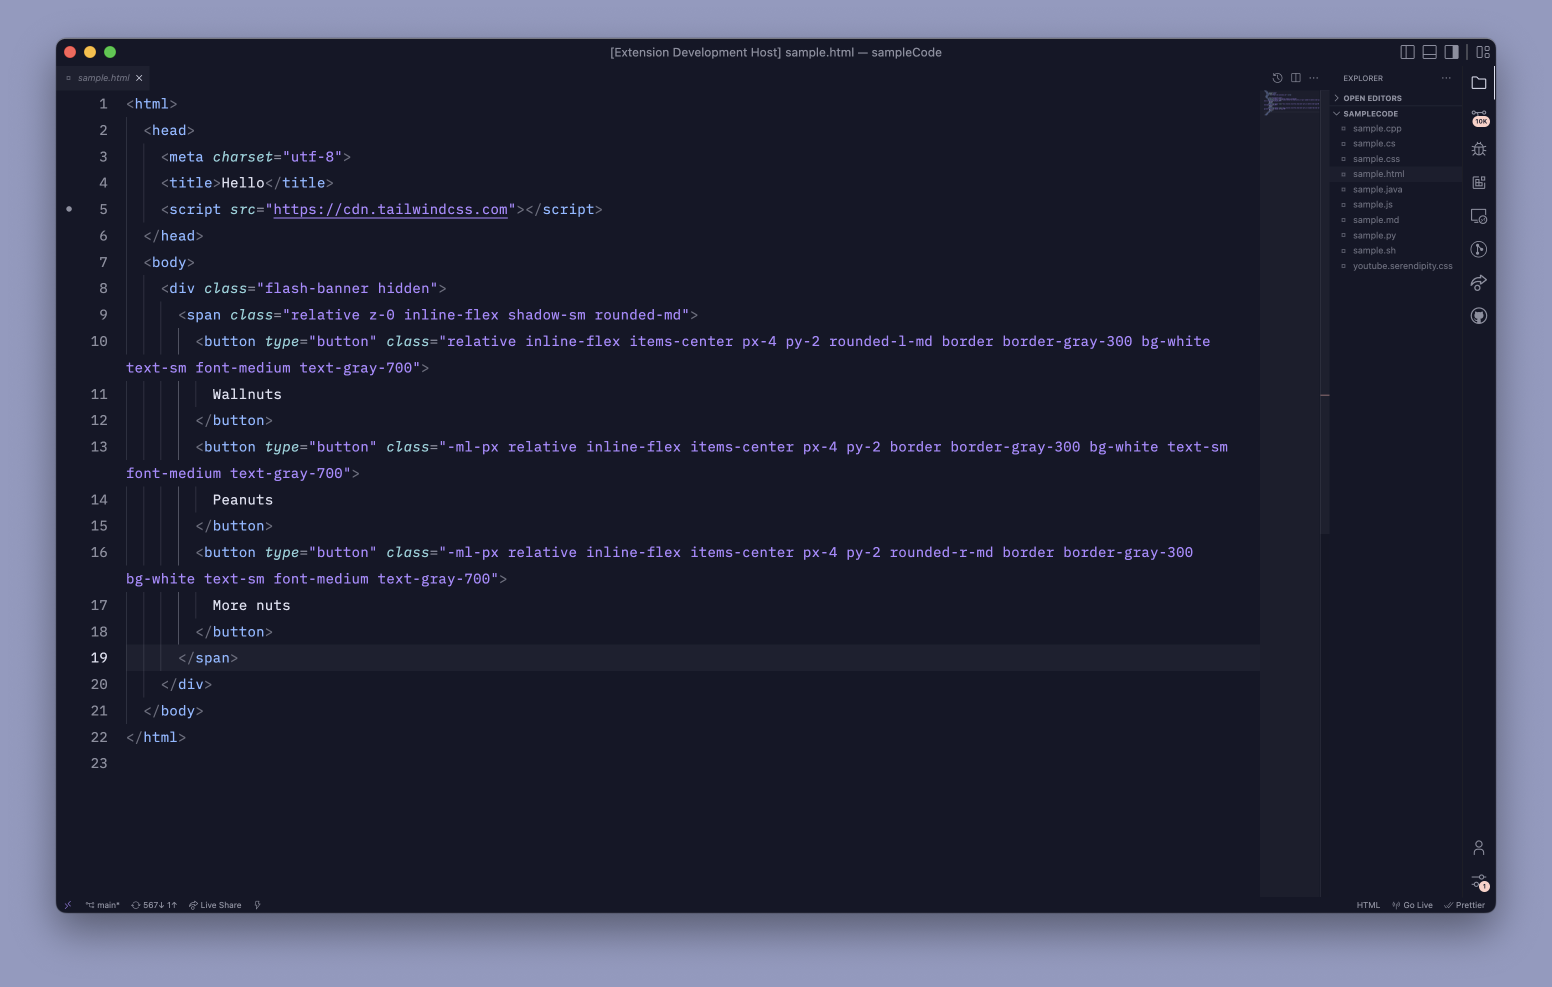 [Extension Development Host] sample.html — sampleCode
sample.html
1 <html>
2 <head>
3 <meta charset="utf-8">
4 <title>Hello</title>
5 <script src="https://cdn.tailwindcss.com"></script>
6 </head>
7 <body>
8 <div class="flash-banner hidden">
9 <span class="relative z-0 inline-flex shadow-sm rounded-md">
10 <button type="button" class="relative inline-flex items-center px-4 py-2 rounded-l-md border border-gray-300 bg-white
text-sm font-medium text-gray-700">
11 Wallnuts
12 </button>
13 <button type="button" class="-ml-px relative inline-flex items-center px-4 py-2 border border-gray-300 bg-white text-sm
font-medium text-gray-700">
14 Peanuts
15 </button>
16 <button type="button" class="-ml-px relative inline-flex items-center px-4 py-2 rounded-r-md border border-gray-300
bg-white text-sm font-medium text-gray-700">
17 More nuts
18 </button>
19 </span>
20 </div>
21 </body>
22 </html>
23
EXPLORER
OPEN EDITORS
SAMPLECODE
sample.cpp
sample.cs
sample.css
sample.html
sample.java
sample.js
sample.md
sample.py
sample.sh
youtube.serendipity.css
10K
1
main*
567↓ 1↑
Live Share
HTML
Go Live
Prettier